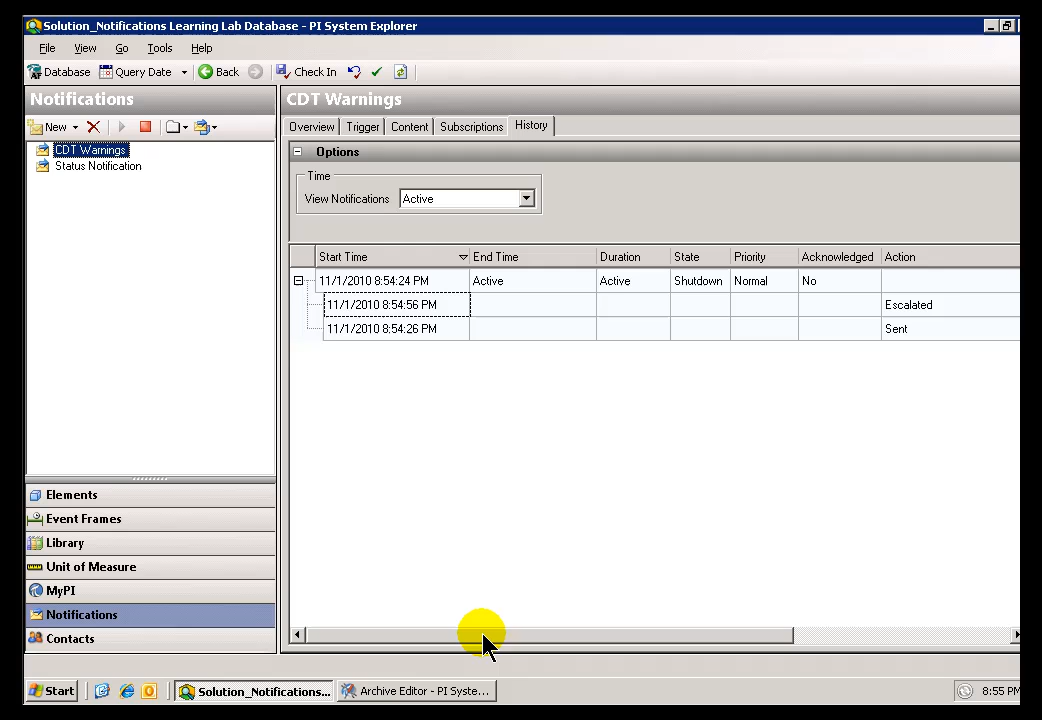 Solution_Notifications Learning Lab Database - PI System Explorer
File View Go Tools Help
Database Query Date Back Check In
Notifications
New
CDT Warnings
Status Notification
Elements
Event Frames
Library
Unit of Measure
MyPI
Notifications
Contacts
CDT Warnings
Overview Trigger Content Subscriptions History
Options
Time
View Notifications Active
Start Time End Time Duration State Priority Acknowledged Action
11/1/2010 8:54:24 PM Active Active Shutdown Normal No
11/1/2010 8:54:56 PM Escalated
11/1/2010 8:54:26 PM Sent
Start Solution_Notifications... Archive Editor - PI Syste... 8:55 PM